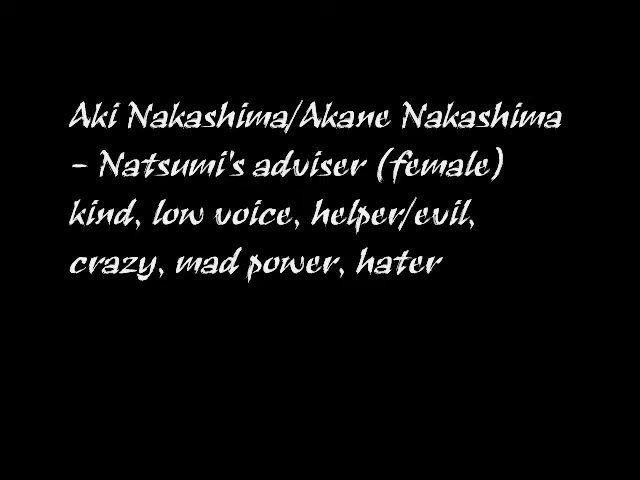 Aki Nakashima/Akane Nakashima
- Natsumi's adviser (female)
kind, low voice, helper/evil,
crazy, mad power, hater